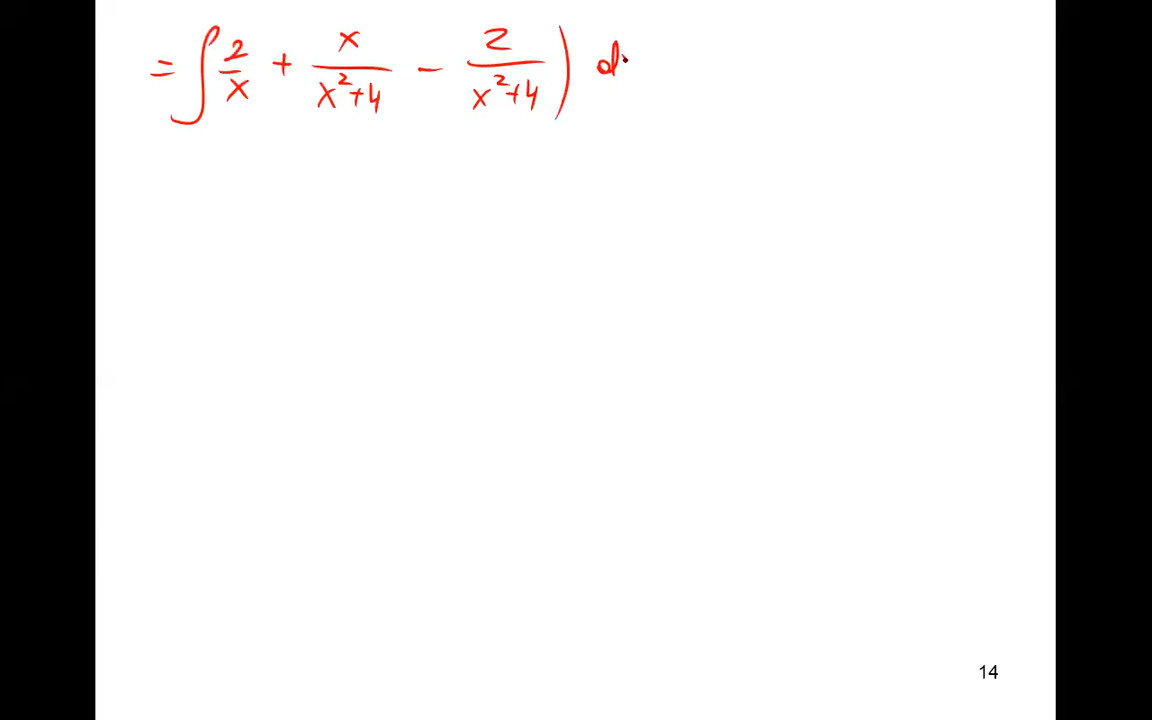 = ∫ 2/x + x/(x²+4) − 2/(x²+4) ) d
14